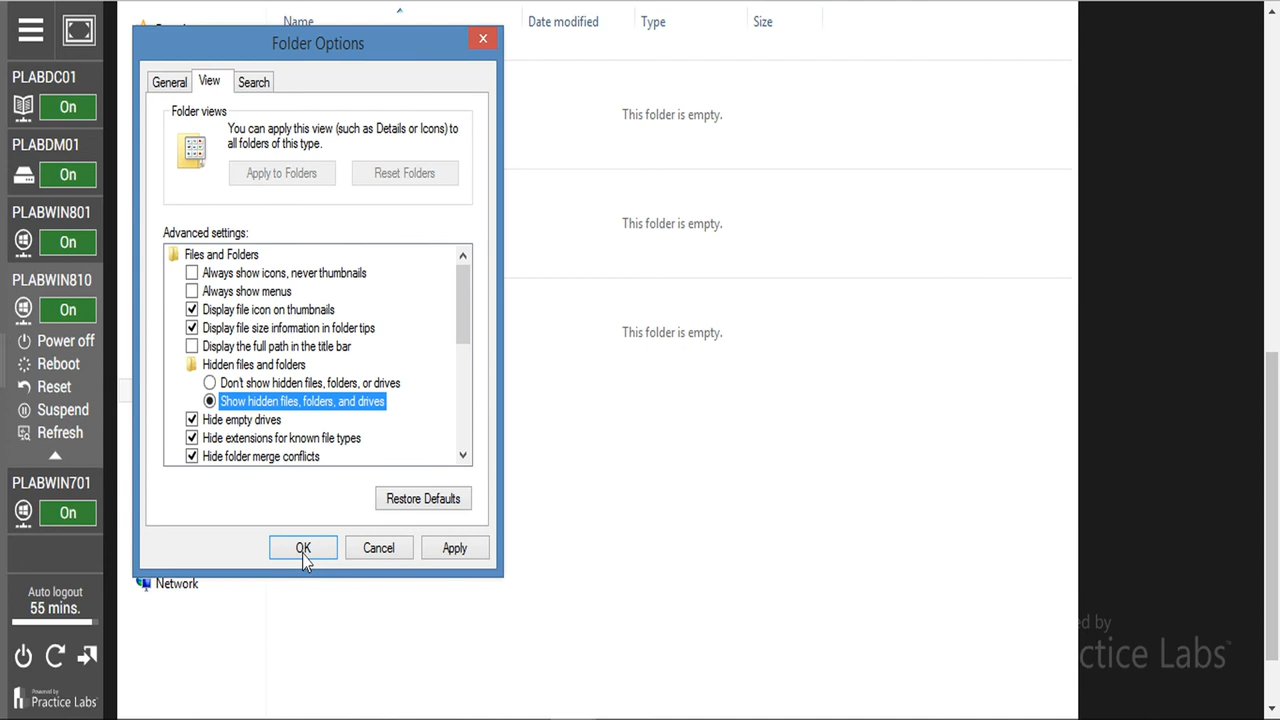 PLABDC01
On
PLABDM01
On
PLABWIN801
On
PLABWIN810
On
Power off
Reboot
Reset
Suspend
Refresh
PLABWIN701
On
Auto logout
55 mins.
Powered by
Practice Labs
Name
Date modified
Type
Size
This folder is empty.
This folder is empty.
This folder is empty.
Folder Options
General
View
Search
Folder views
You can apply this view (such as Details or Icons) to
all folders of this type.
Apply to Folders
Reset Folders
Advanced settings:
Files and Folders
Always show icons, never thumbnails
Always show menus
Display file icon on thumbnails
Display file size information in folder tips
Display the full path in the title bar
Hidden files and folders
Don't show hidden files, folders, or drives
Show hidden files, folders, and drives
Hide empty drives
Hide extensions for known file types
Hide folder merge conflicts
Restore Defaults
OK
Cancel
Apply
Network
ed by
ctice Labs